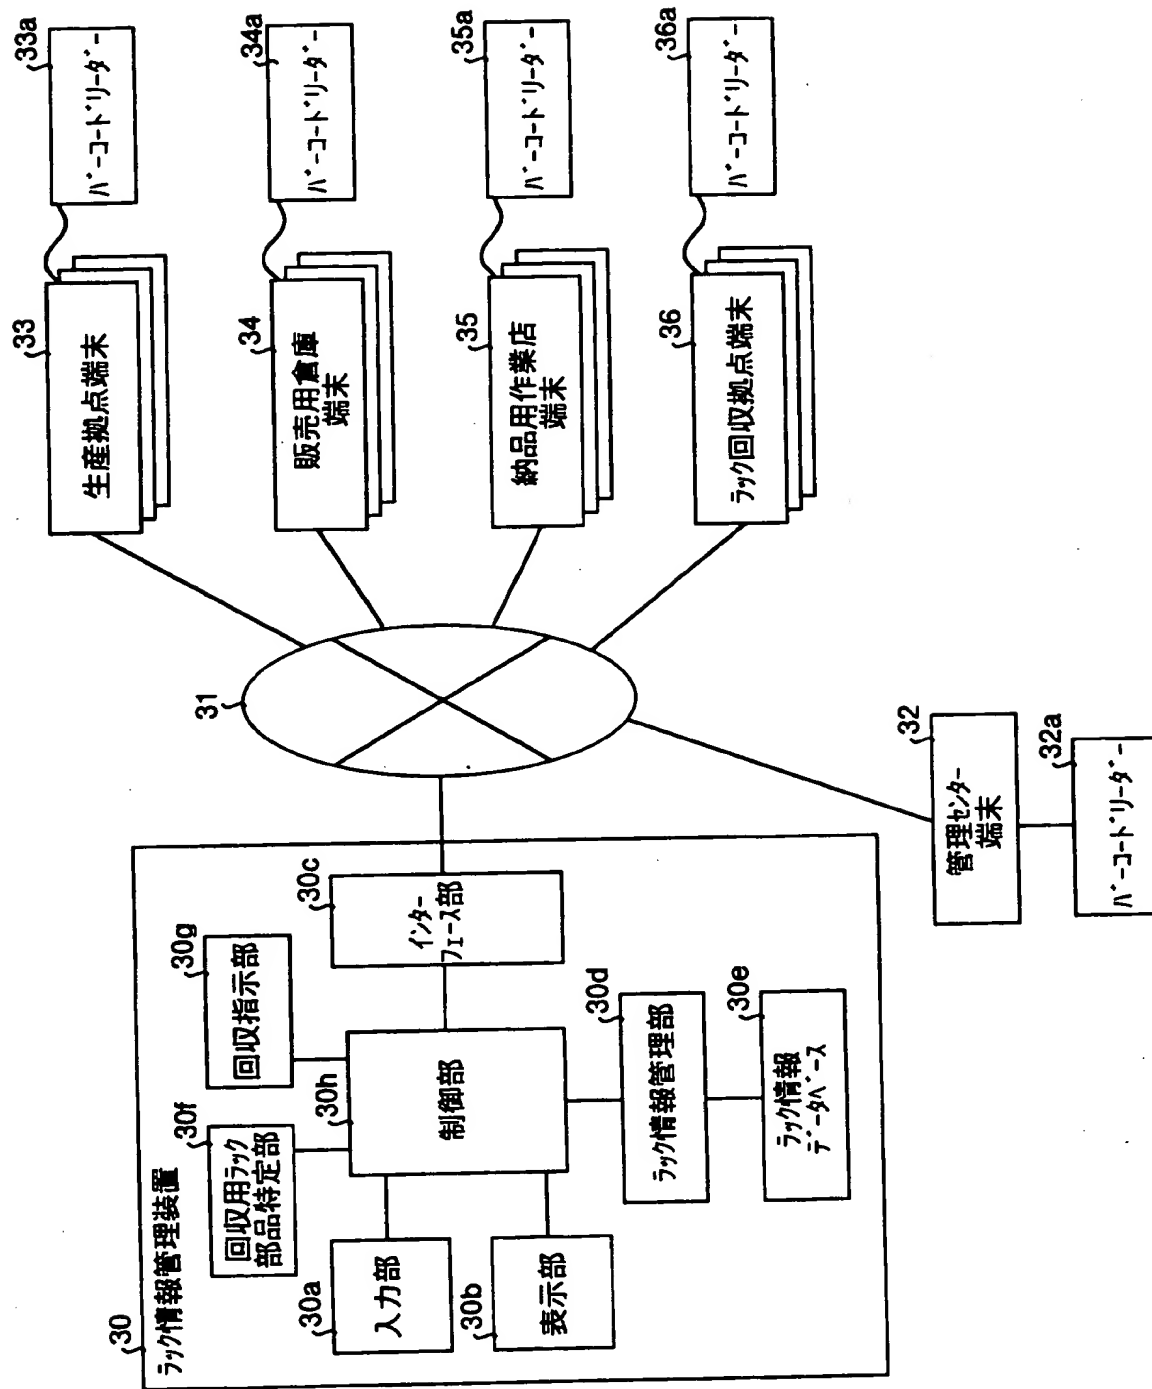 30
ラック情報管理装置
30a
入力部
30b
表示部
30f
回収用ラック
部品特定部
30g
回収指示部
30h
制御部
30c
インター
フェース部
30d
ラック情報管理部
30e
ラック情報
データベース
31
32
管理センター
端末
32a
バーコードリーダー
33
生産拠点端末
33a
バーコードリーダー
34
販売用倉庫
端末
34a
バーコードリーダー
35
納品用作業店
端末
35a
バーコードリーダー
36
ラック回収拠点端末
36a
バーコードリーダー